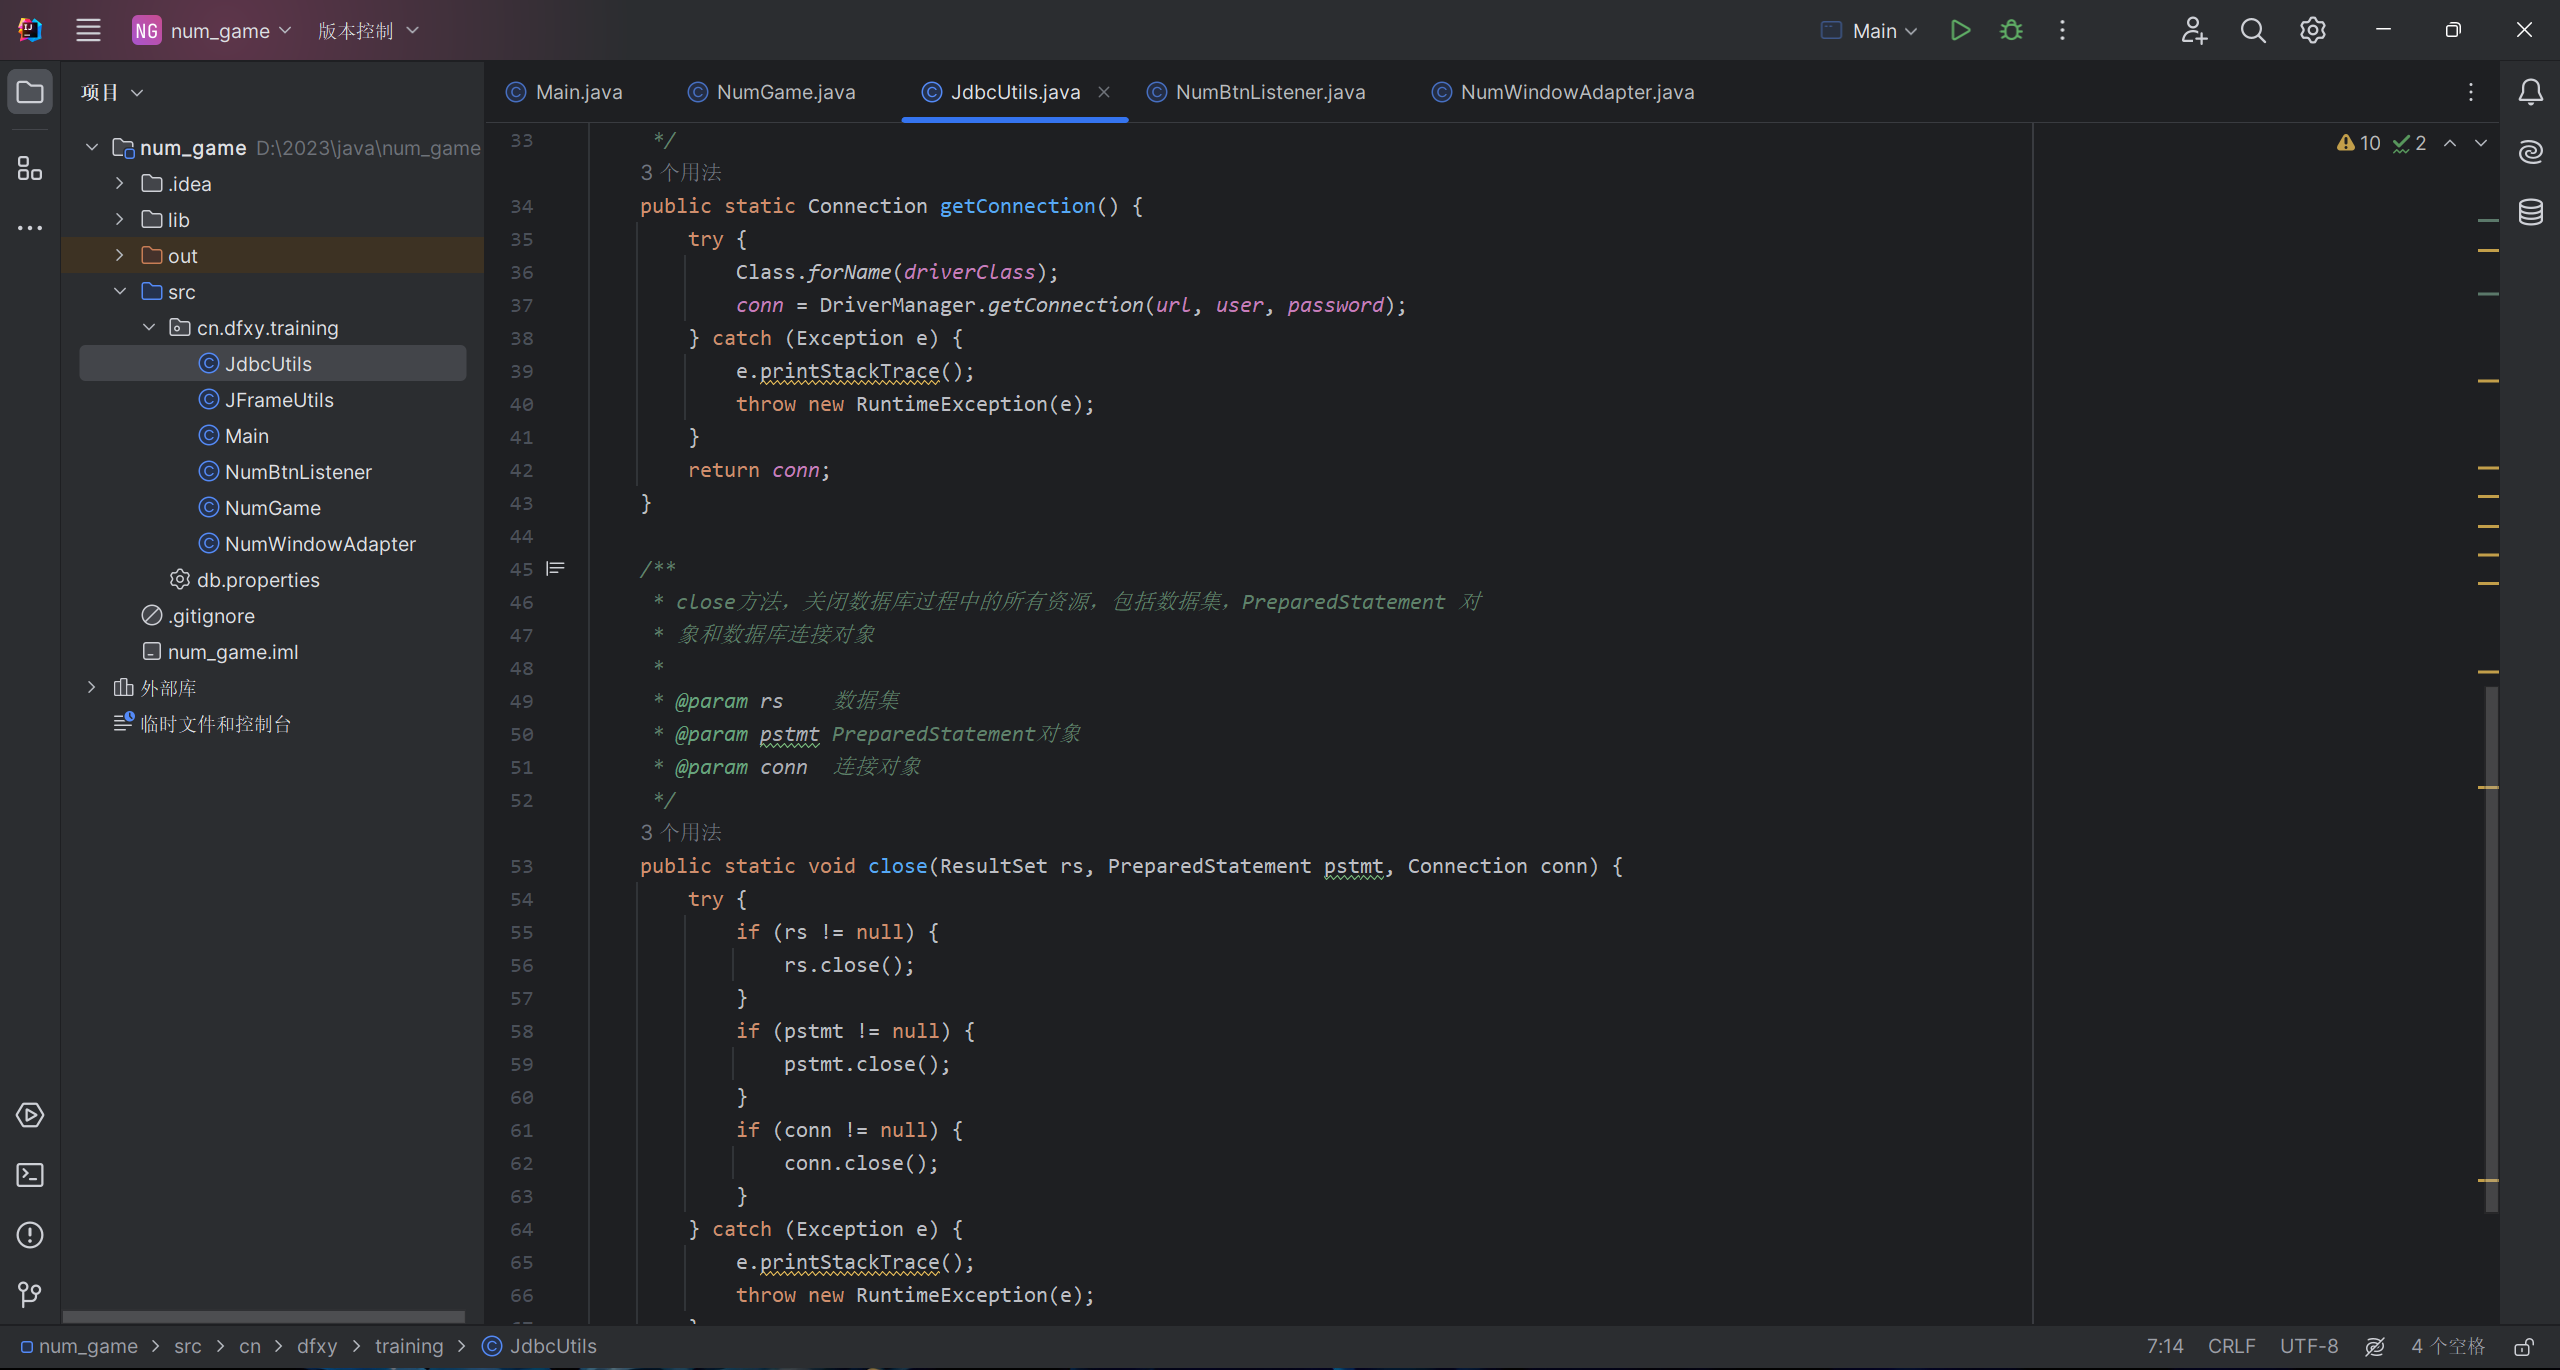 NG num_game 版本控制 Main
项目
num_game D:\2023\java\num_game
.idea
lib
out
src
cn.dfxy.training
JdbcUtils
JFrameUtils
Main
NumBtnListener
NumGame
NumWindowAdapter
db.properties
.gitignore
num_game.iml
外部库
临时文件和控制台
Main.java NumGame.java JdbcUtils.java NumBtnListener.java NumWindowAdapter.java
10 2
33 */
3 个用法
34 public static Connection getConnection() {
35 try {
36 Class.forName(driverClass);
37 conn = DriverManager.getConnection(url, user, password);
38 } catch (Exception e) {
39 e.printStackTrace();
40 throw new RuntimeException(e);
41 }
42 return conn;
43 }
44
45 /**
46 * close方法，关闭数据库过程中的所有资源，包括数据集，PreparedStatement 对
47 * 象和数据库连接对象
48 *
49 * @param rs 数据集
50 * @param pstmt PreparedStatement对象
51 * @param conn 连接对象
52 */
3 个用法
53 public static void close(ResultSet rs, PreparedStatement pstmt, Connection conn) {
54 try {
55 if (rs != null) {
56 rs.close();
57 }
58 if (pstmt != null) {
59 pstmt.close();
60 }
61 if (conn != null) {
62 conn.close();
63 }
64 } catch (Exception e) {
65 e.printStackTrace();
66 throw new RuntimeException(e);
num_game > src > cn > dfxy > training > JdbcUtils
7:14 CRLF UTF-8 4 个空格